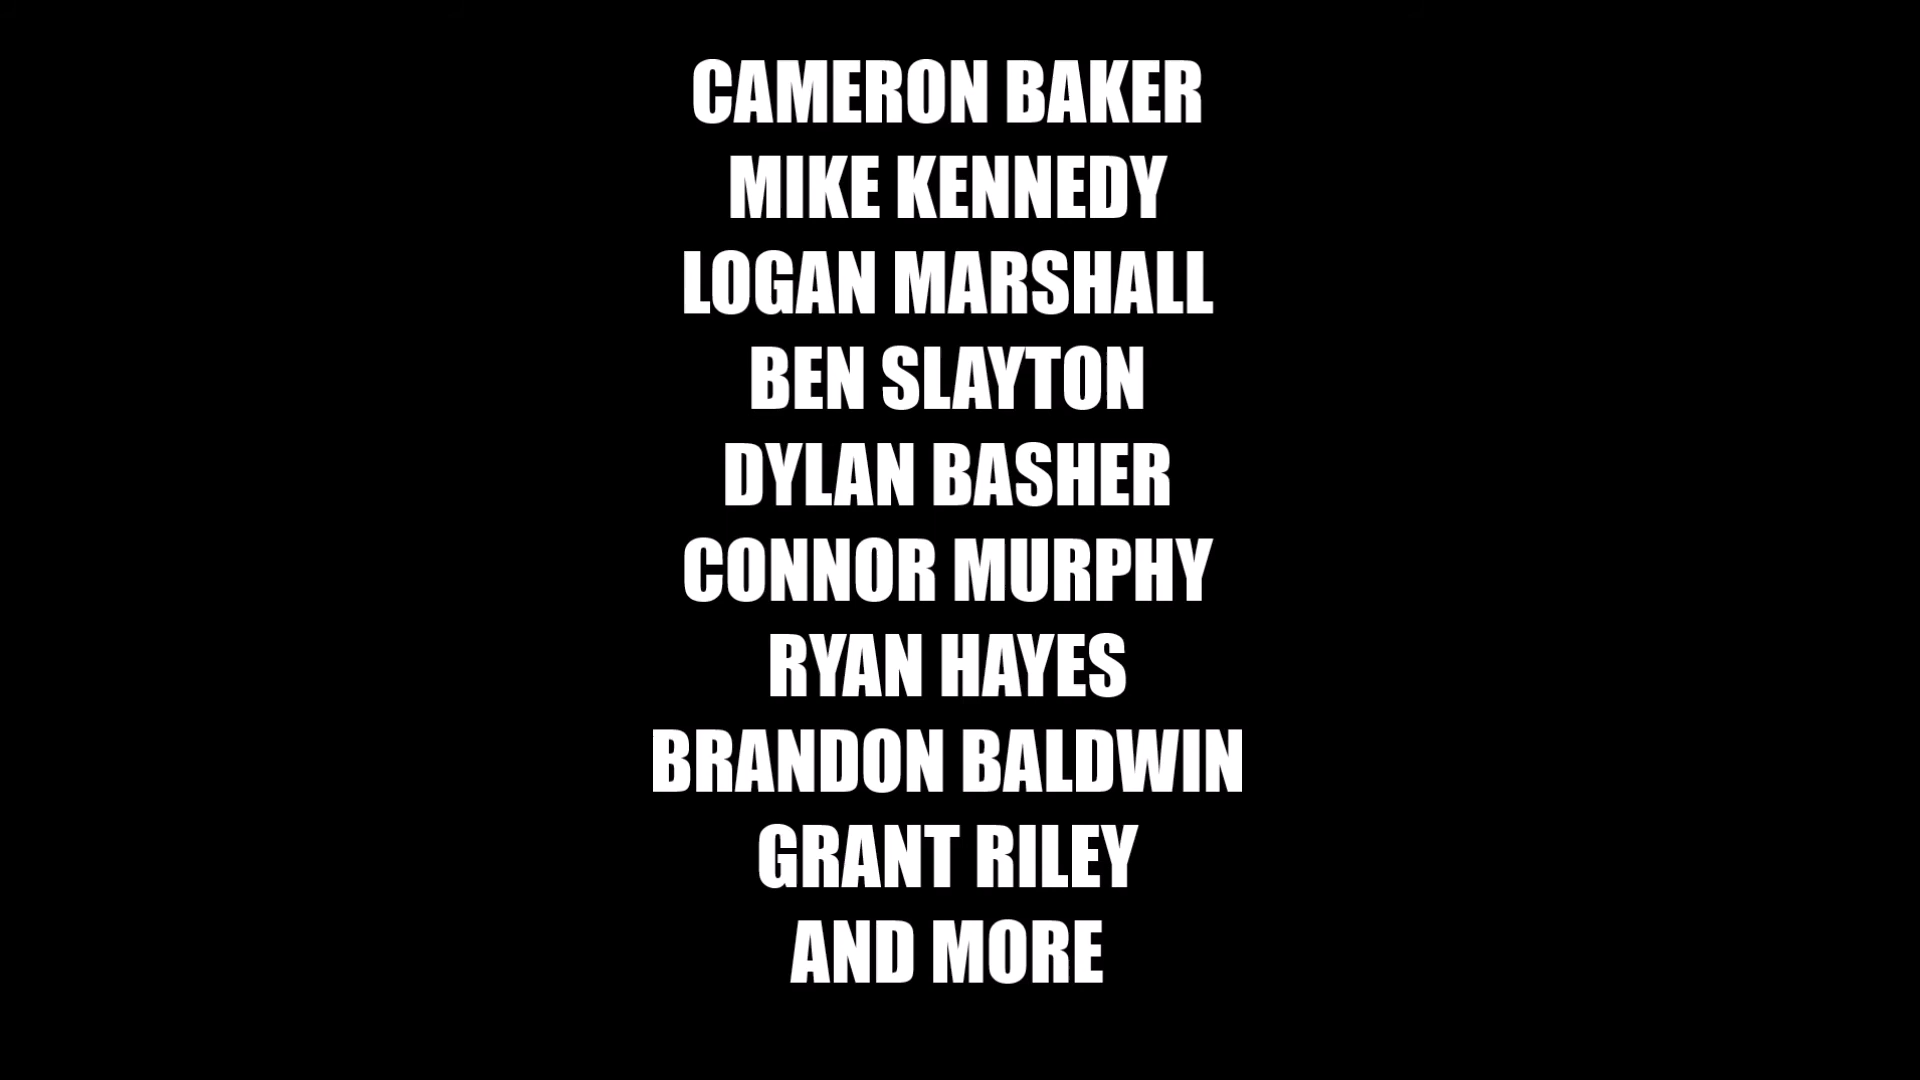 CAMERON BAKER
MIKE KENNEDY
LOGAN MARSHALL
BEN SLAYTON
DYLAN BASHER
CONNOR MURPHY
RYAN HAYES
BRANDON BALDWIN
GRANT RILEY
AND MORE